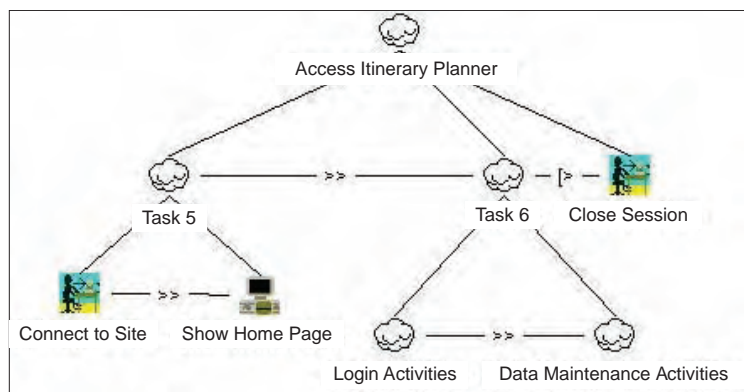 Access Itinerary Planner
>>
[>
Task 5
Task 6
Close Session
>>
Connect to Site
Show Home Page
>>
Login Activities
Data Maintenance Activities